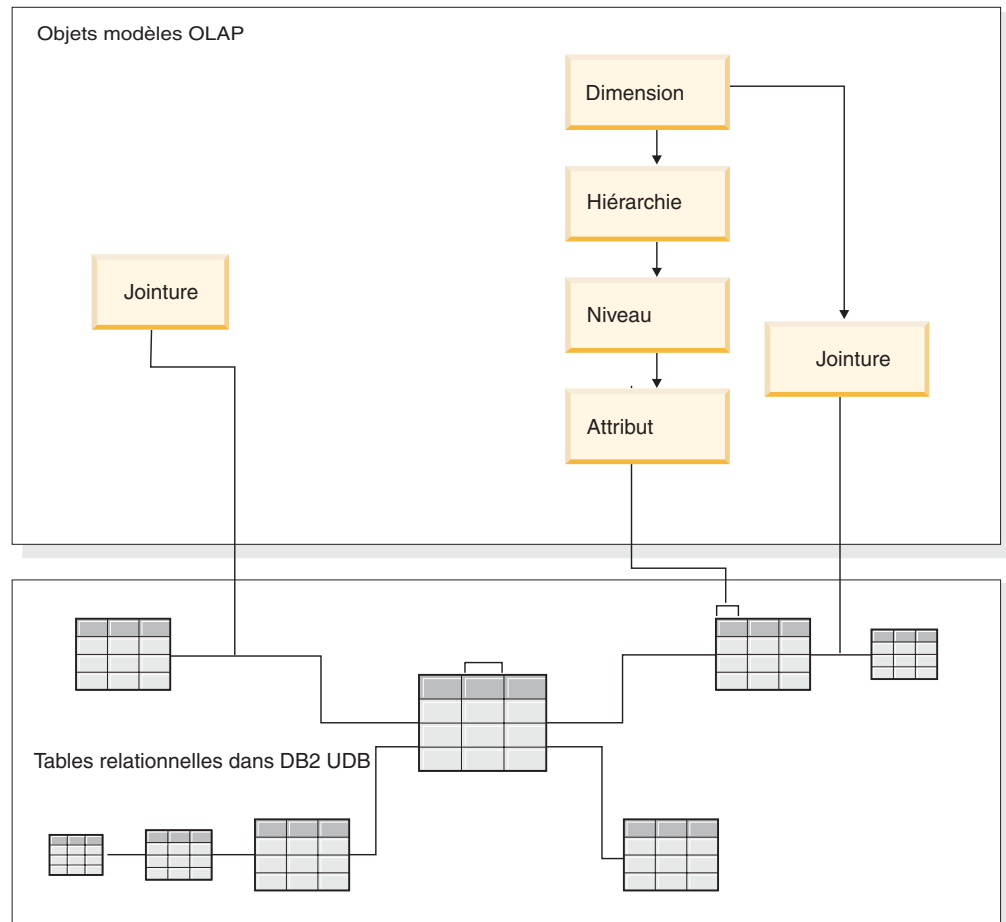 Objets modèles OLAP
Dimension
Hiérarchie
Jointure
Niveau
Jointure
Attribut
Tables relationnelles dans DB2 UDB